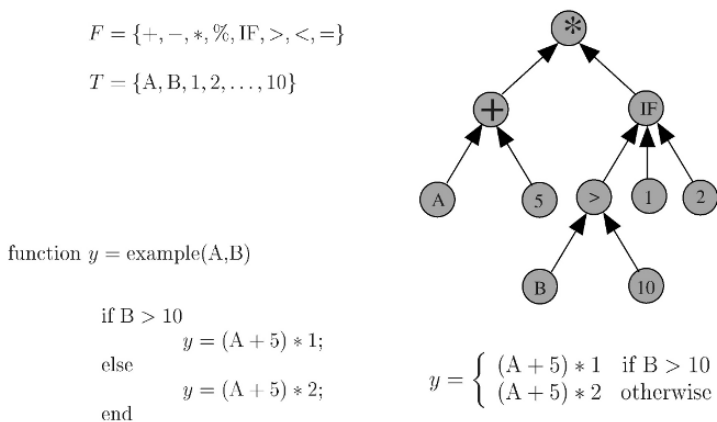 F = {+, −, *, %, IF, >, <, =}
T = {A, B, 1, 2, . . . , 10}
*
+ IF
A 5 > 1 2
B 10
function y = example(A,B)
if B > 10
y = (A + 5) * 1;
else
y = (A + 5) * 2;
end
y = { (A + 5) * 1 if B > 10
(A + 5) * 2 otherwise